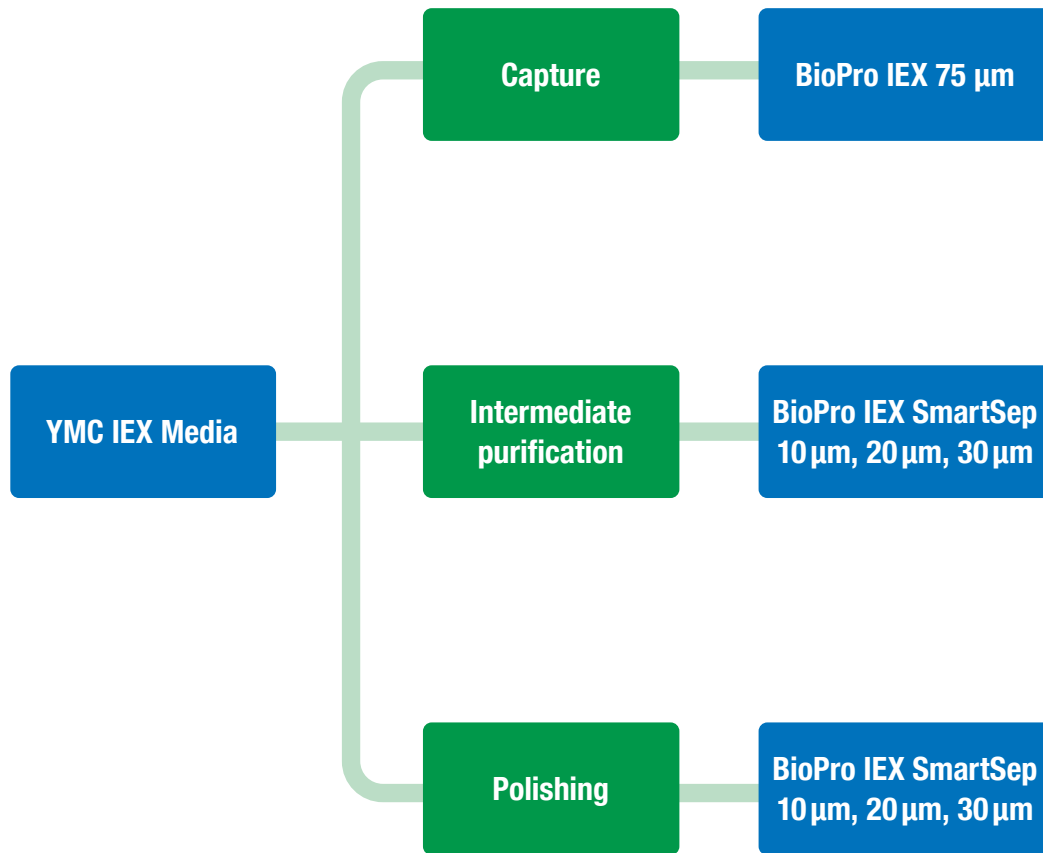 Capture
BioPro IEX 75 µm
YMC IEX Media
Intermediate
purification
BioPro IEX SmartSep
10 µm, 20 µm, 30 µm
Polishing
BioPro IEX SmartSep
10 µm, 20 µm, 30 µm